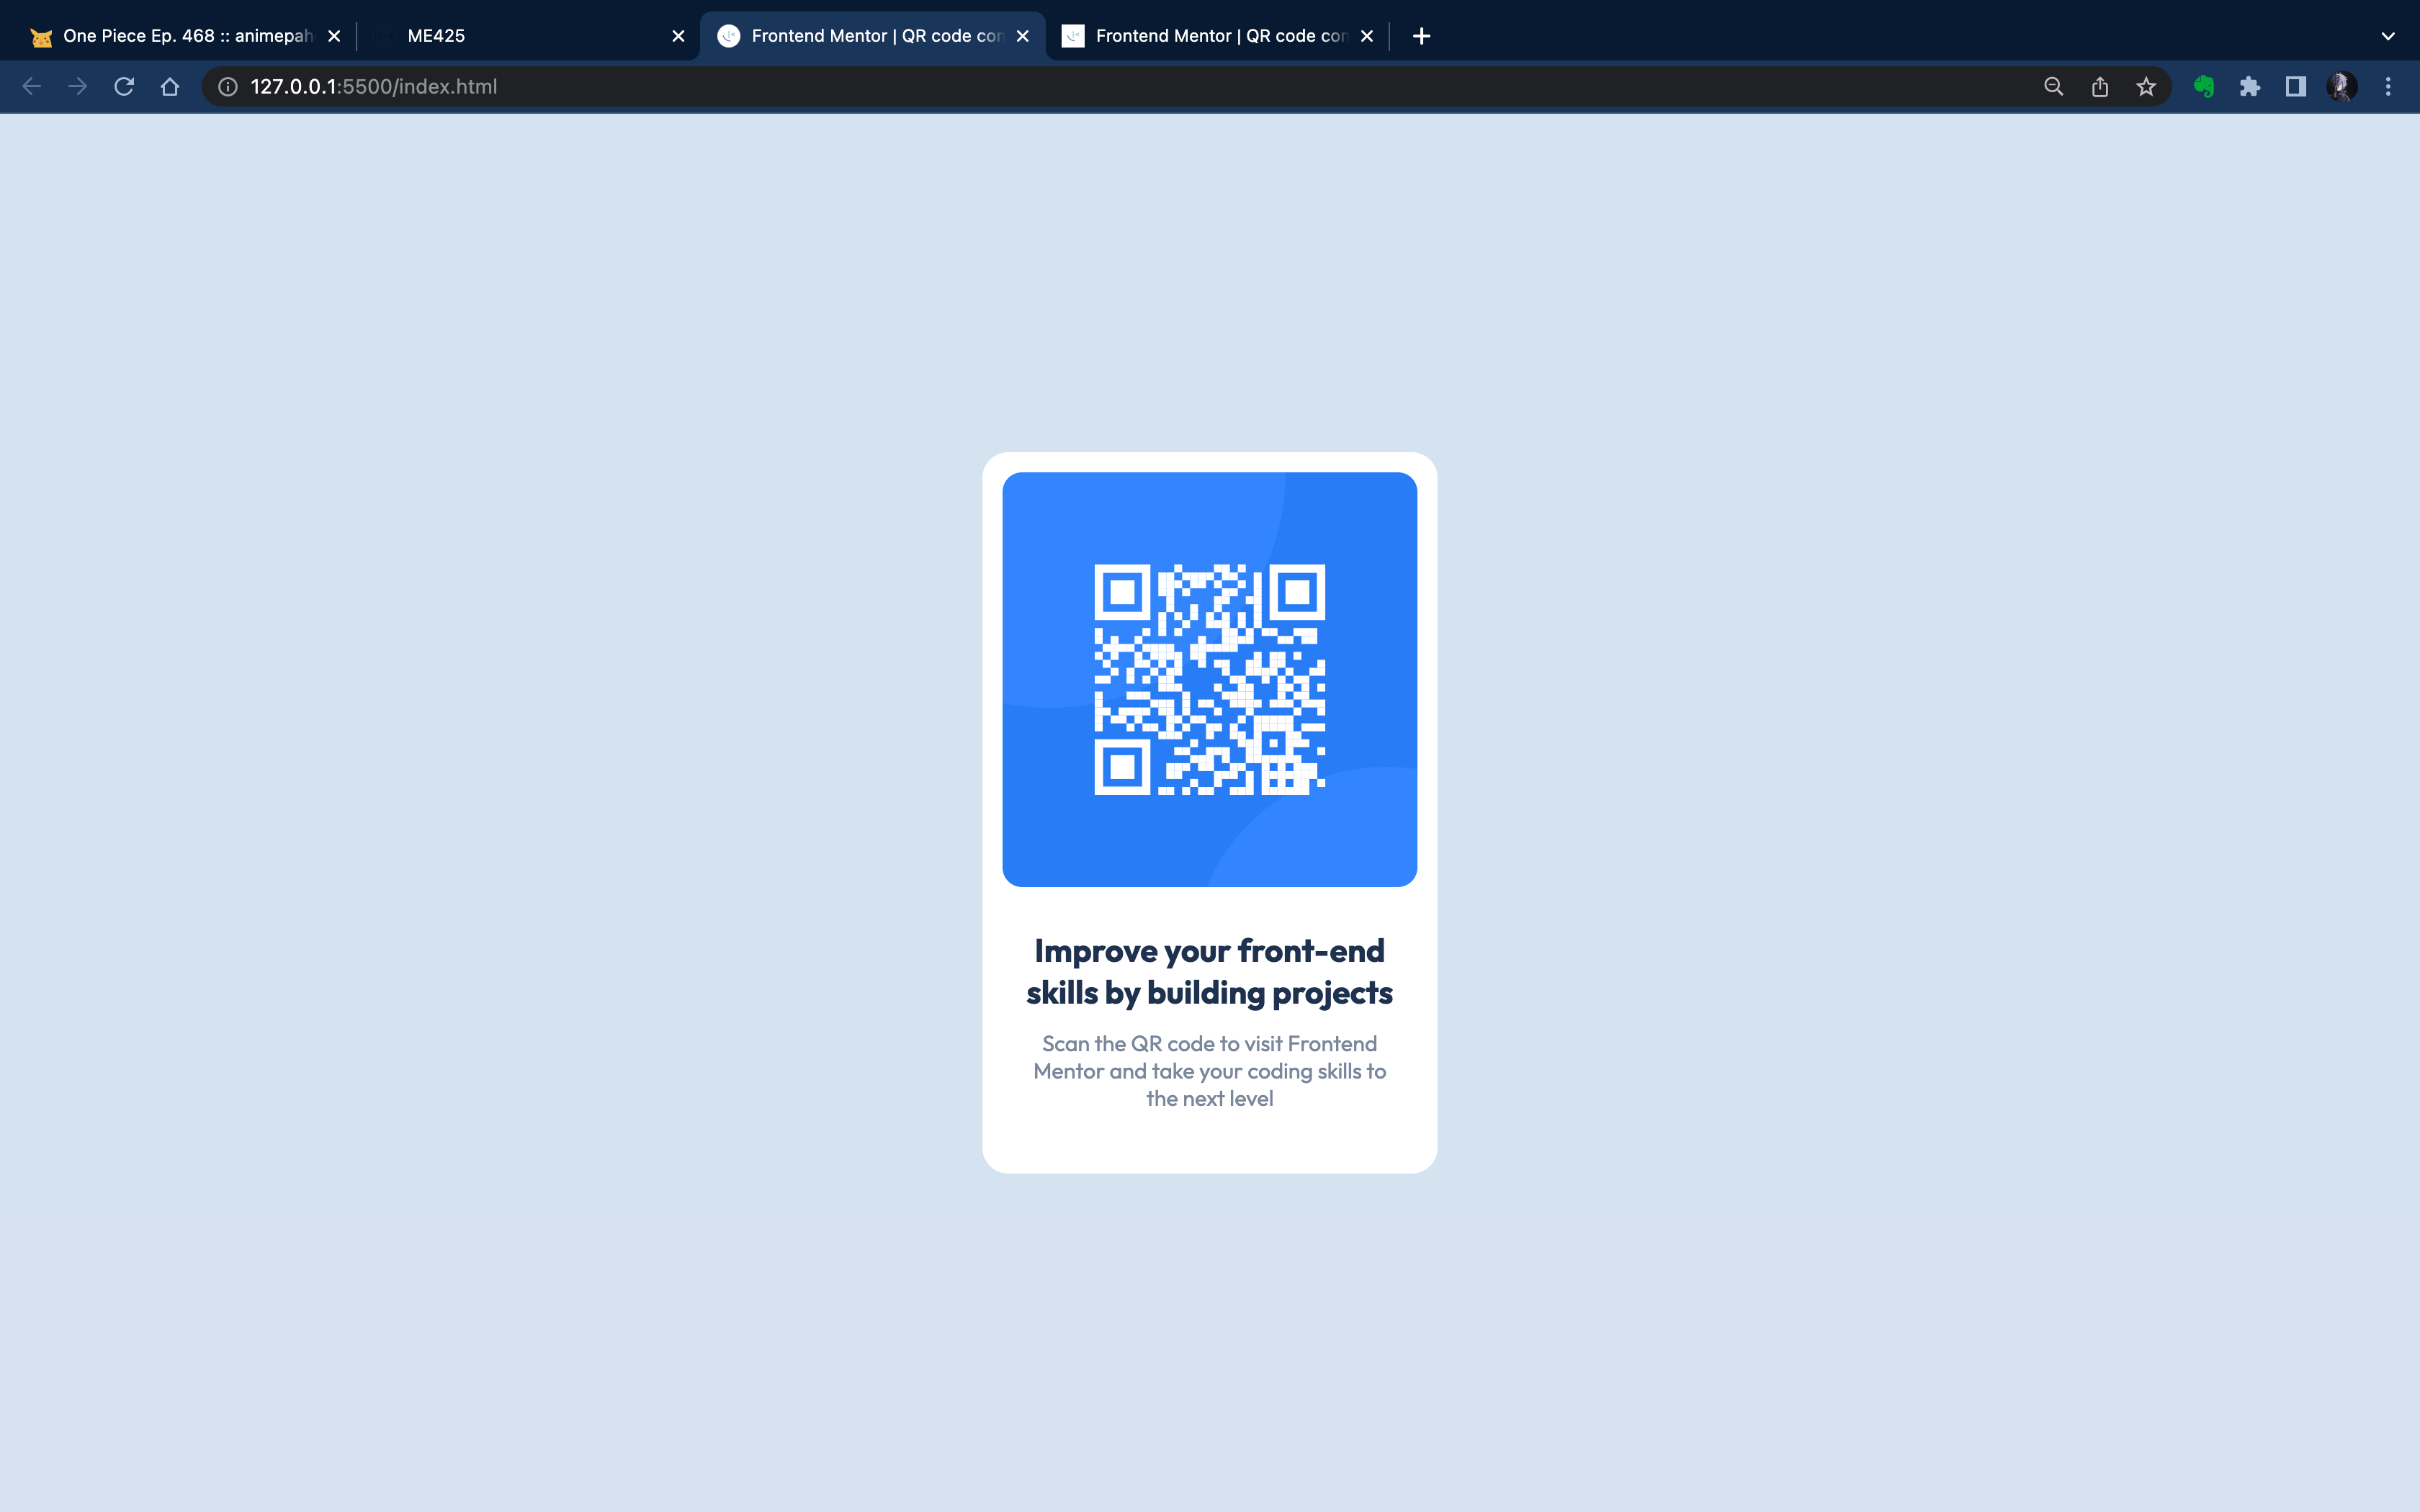 One Piece Ep. 468 :: animepah
ME425
Frontend Mentor | QR code con
Frontend Mentor | QR code con
127.0.0.1:5500/index.html
Improve your front-end
skills by building projects
Scan the QR code to visit Frontend
Mentor and take your coding skills to
the next level